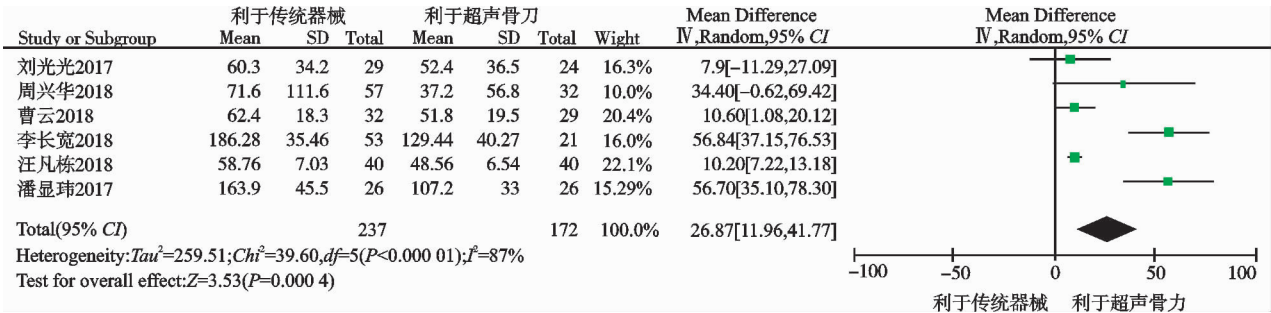 利于传统器械 利于超声骨刀 Mean Difference Mean Difference
Study or Subgroup Mean SD Total Mean SD Total Wight Ⅳ,Random,95% CI Ⅳ,Random,95% CI
刘光光2017 60.3 34.2 29 52.4 36.5 24 16.3% 7.9[-11.29,27.09]
周兴华2018 71.6 111.6 57 37.2 56.8 32 10.0% 34.40[-0.62,69.42]
曹云2018 62.4 18.3 32 51.8 19.5 29 20.4% 10.60[1.08,20.12]
李长宽2018 186.28 35.46 53 129.44 40.27 21 16.0% 56.84[37.15,76.53]
汪凡栋2018 58.76 7.03 40 48.56 6.54 40 22.1% 10.20[7.22,13.18]
潘显玮2017 163.9 45.5 26 107.2 33 26 15.29% 56.70[35.10,78.30]
Total(95% CI) 237 172 100.0% 26.87[11.96,41.77]
Heterogeneity:Tau²=259.51;Chi²=39.60,df=5(P<0.000 01);I²=87%
Test for overall effect:Z=3.53(P=0.000 4)
-100 -50 0 50 100
利于传统器械 利于超声骨力